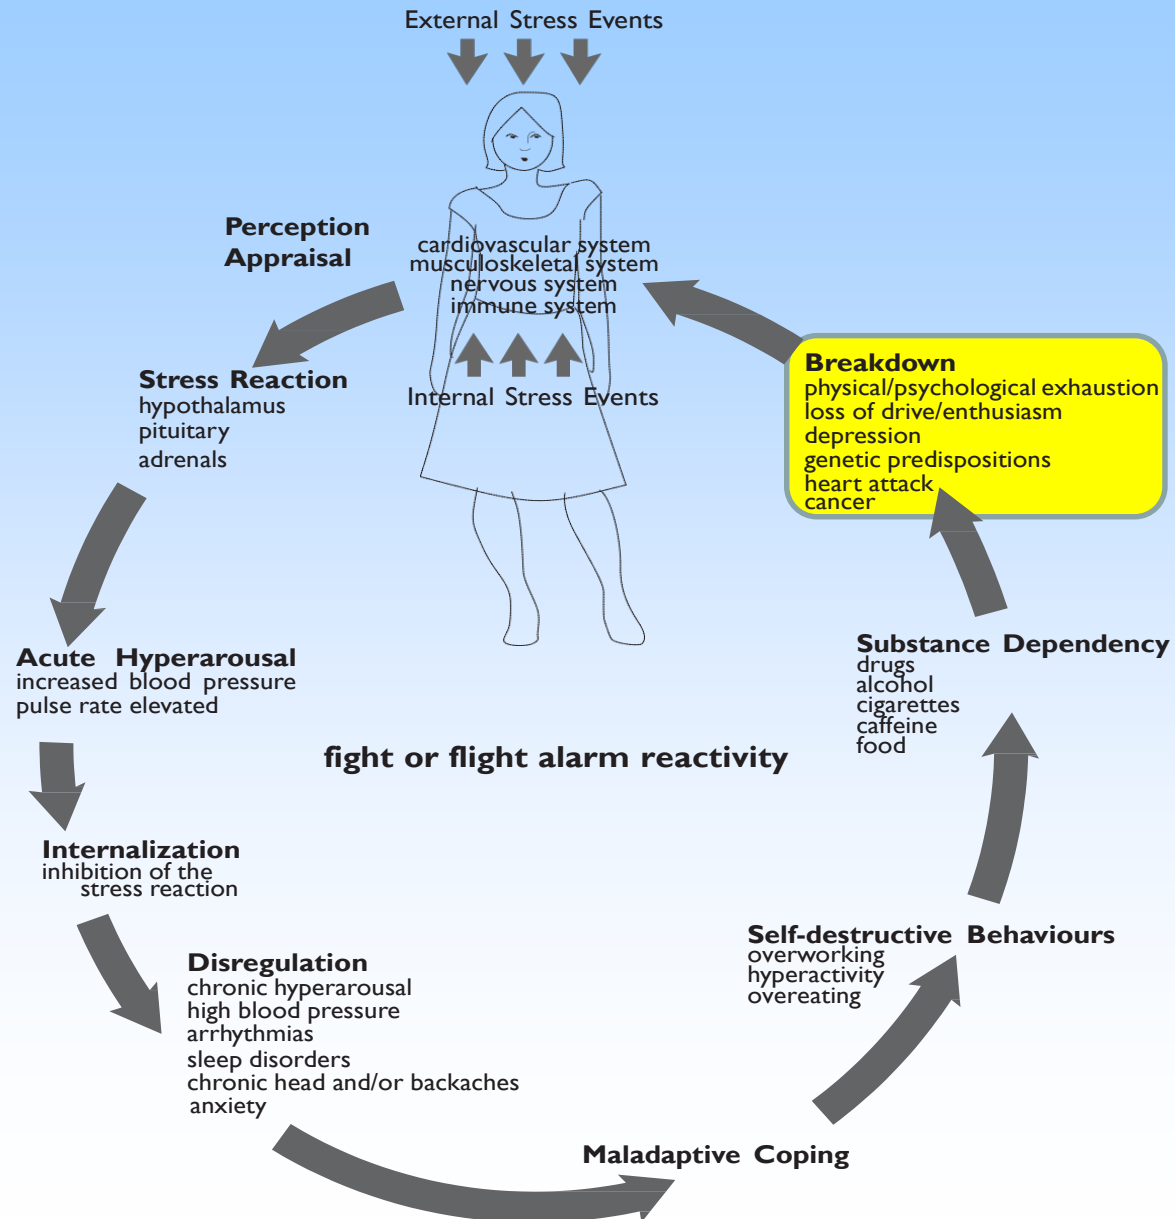 External Stress Events
Perception
Appraisal
cardiovascular system
musculoskeletal system
nervous system
immune system
Internal Stress Events
Stress Reaction
hypothalamus
pituitary
adrenals
Acute Hyperarousal
increased blood pressure
pulse rate elevated
fight or flight alarm reactivity
Internalization
inhibition of the
stress reaction
Disregulation
chronic hyperarousal
high blood pressure
arrhythmias
sleep disorders
chronic head and/or backaches
anxiety
Maladaptive Coping
Self-destructive Behaviours
overworking
hyperactivity
overeating
Substance Dependency
drugs
alcohol
cigarettes
caffeine
food
Breakdown
physical/psychological exhaustion
loss of drive/enthusiasm
depression
genetic predispositions
heart attack
cancer